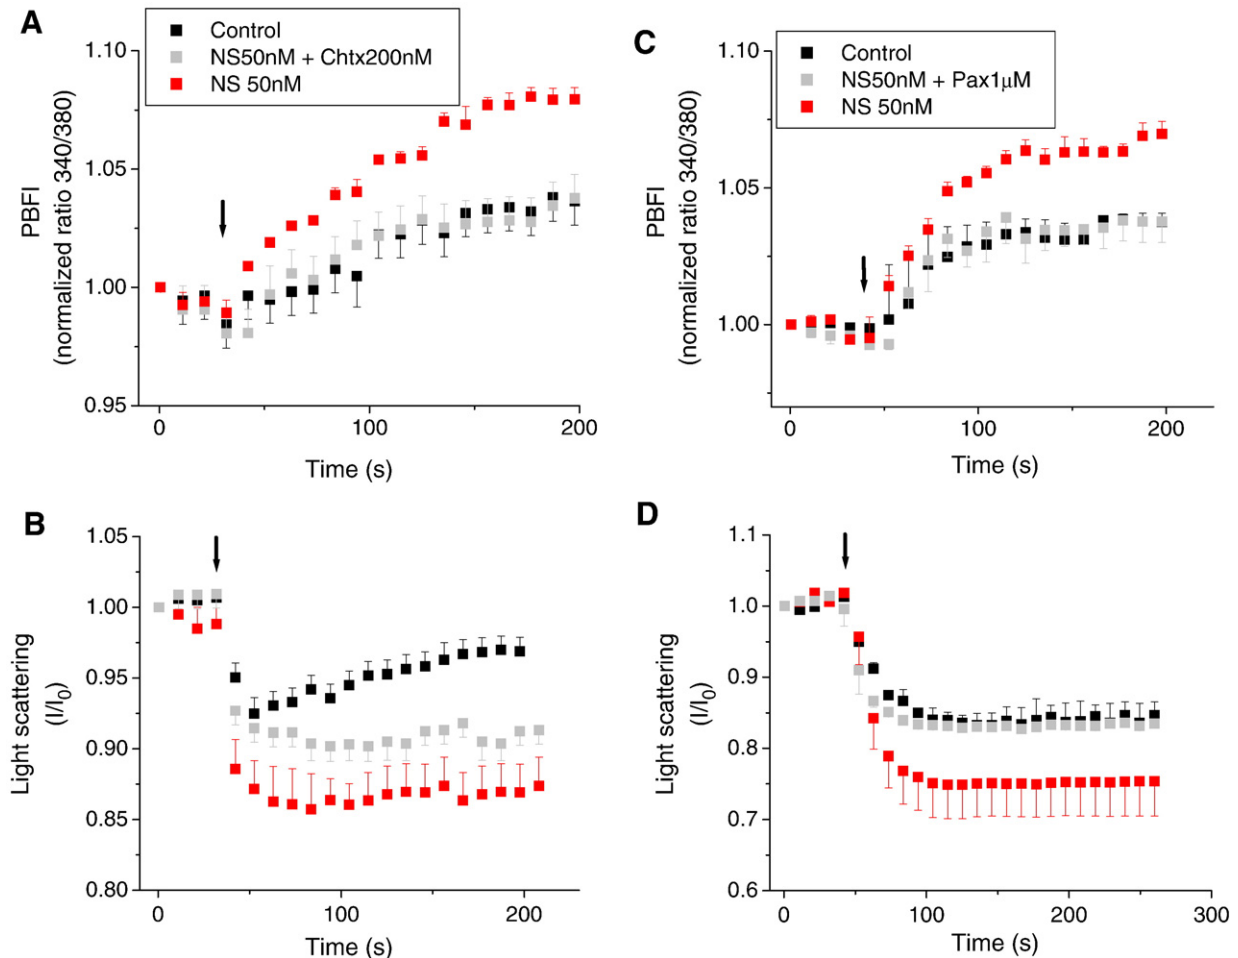 A
Control
NS50nM + Chtx200nM
NS 50nM
1.10
1.05
1.00
0.95
PBFI
(normalized ratio 340/380)
0
100
200
Time (s)
C
Control
NS50nM + Pax1μM
NS 50nM
1.10
1.05
1.00
PBFI
(normalized ratio 340/380)
0
100
200
Time (s)
B
1.05
1.00
0.95
0.90
0.85
0.80
Light scattering
(I/I0)
0
100
200
Time (s)
D
1.1
1.0
0.9
0.8
0.7
0.6
Light scattering
(I/I0)
0
100
200
300
Time (s)